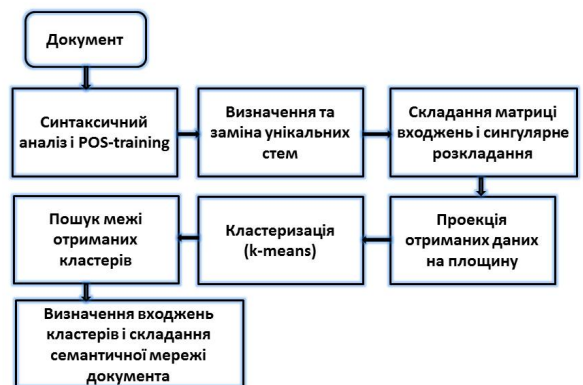 Документ
Синтаксичний
аналіз і POS-training
Визначення та
заміна унікальних
стем
Складання матриці
входжень і сингулярне
розкладання
Проекція
отриманих даних
на площину
Кластеризація
(k-means)
Пошук межі
отриманих
кластерів
Визначення входжень
кластерів і складання
семантичної мережі
документа